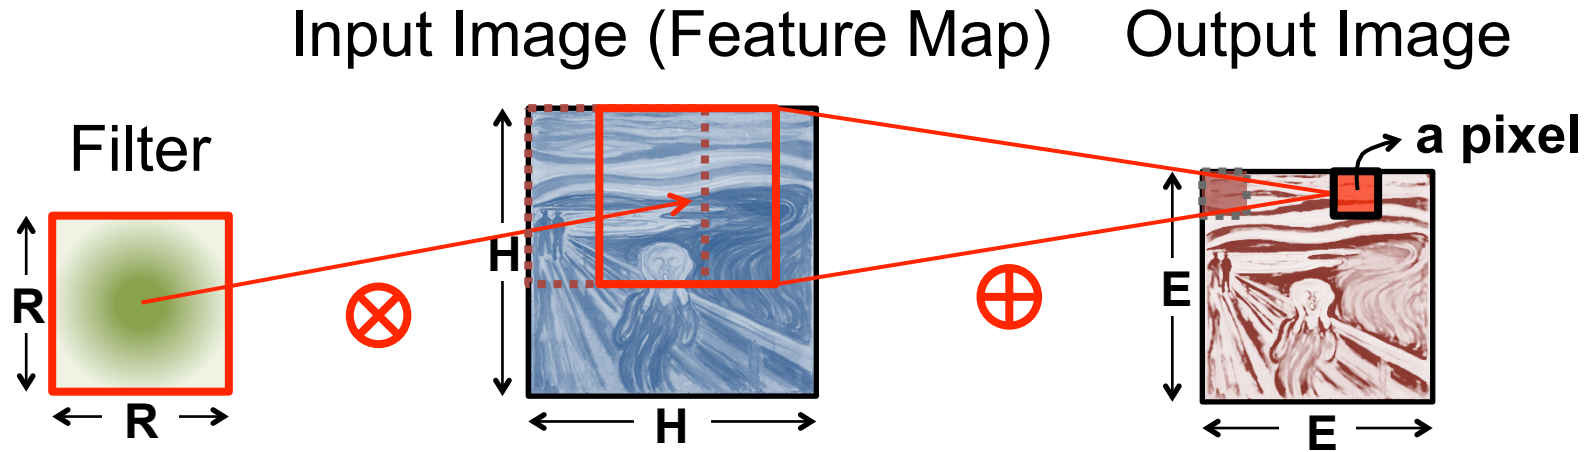 Input Image (Feature Map)
Output Image
Filter
a pixel
R
R
H
H
E
E